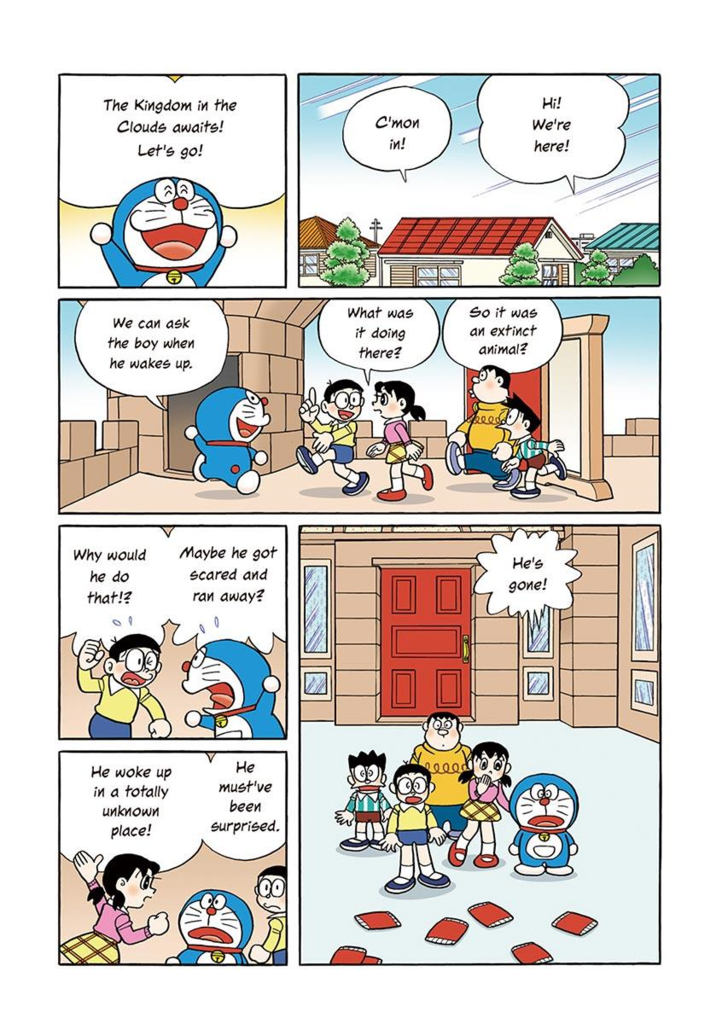 Hi!
We're
here!
C'mon
in!
The Kingdom in the
Clouds awaits!
Let's go!
So it was
an extinct
animal?
What was
it doing
there?
We can ask
the boy when
he wakes up.
He's
gone!
Maybe he got
scared and
ran away?
Why would
he do
that!?
He
must've
been
surprised.
He woke up
in a totally
unknown
place!